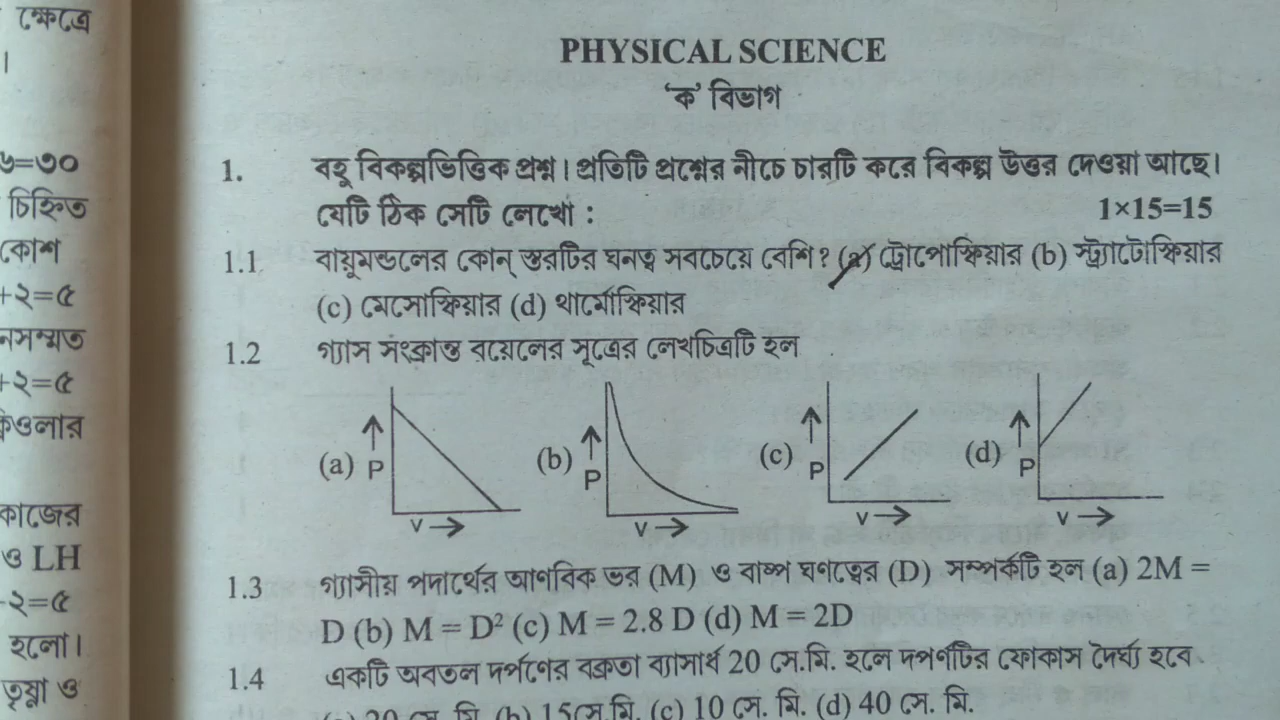 ক্ষেত্রে
।
৬=৩০
চিহ্নিত
কোশ
+২=৫
নসম্মত
+২=৫
কাজের
ও LH
-২=৫
হলো।
তৃষ্ণা ও
PHYSICAL SCIENCE
'ক' বিভাগ
1. বহু বিকল্পভিত্তিক প্রশ্ন। প্রতিটি প্রশ্নের নীচে চারটি করে বিকল্প উত্তর দেওয়া আছে।
যেটি ঠিক সেটি লেখো : 1×15=15
1.1 বায়ুমন্ডলের কোন্ স্তরটির ঘনত্ব সবচেয়ে বেশি? (a) ট্রোপোস্ফিয়ার (b) স্ট্র্যাটোস্ফিয়ার
(c) মেসোস্ফিয়ার (d) থার্মোস্ফিয়ার
1.2 গ্যাস সংক্রান্ত বয়েলের সূত্রের লেখচিত্রটি হল
(a) P (b) P (c) P (d) P
V V V V
1.3 গ্যাসীয় পদার্থের আণবিক ভর (M) ও বাষ্প ঘণত্বের (D) সম্পর্কটি হল (a) 2M =
D (b) M = D² (c) M = 2.8 D (d) M = 2D
1.4 একটি অবতল দর্পণের বক্রতা ব্যাসার্ধ 20 সে.মি. হলে দর্পণটির ফোকাস দৈর্ঘ্য হবে
(a) 20 সে. মি. (b) 15সে.মি. (c) 10 সে. মি. (d) 40 সে. মি.